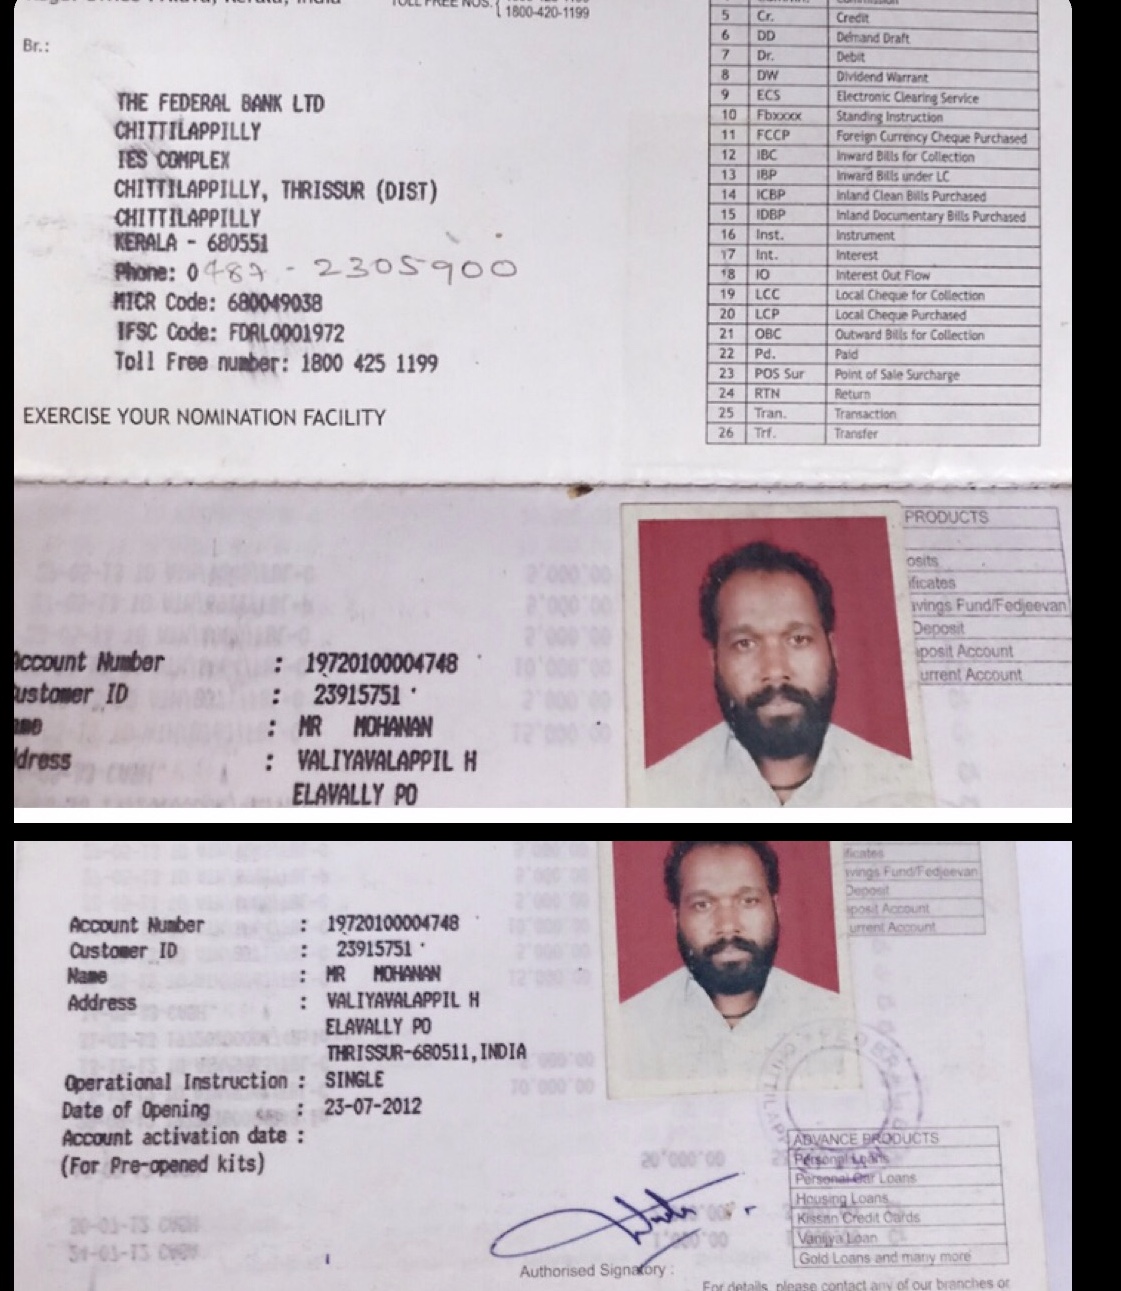 Br.:
1800-420-1199
THE FEDERAL BANK LTD
CHITTILAPPILLY
IES COMPLEX
CHITTILAPPILLY, THRISSUR (DIST)
CHITTILAPPILLY
KERALA - 680551
Phone: 0487 - 2305900
MICR Code: 680049038
IFSC Code: FDRL0001972
Toll Free number: 1800 425 1199
EXERCISE YOUR NOMINATION FACILITY
5 Cr. Credit
6 DD Demand Draft
7 Dr. Debit
8 DW Dividend Warrant
9 ECS Electronic Clearing Service
10 Fbxxxx Standing Instruction
11 FCCP Foreign Currency Cheque Purchased
12 IBC Inward Bills for Collection
13 IBP Inward Bills under LC
14 ICBP Inland Clean Bills Purchased
15 IDBP Inland Documentary Bills Purchased
16 Inst. Instrument
17 Int. Interest
18 IO Interest Out Flow
19 LCC Local Cheque for Collection
20 LCP Local Cheque Purchased
21 OBC Outward Bills for Collection
22 Pd. Paid
23 POS Sur Point of Sale Surcharge
24 RTN Return
25 Tran. Transaction
26 Trf. Transfer
PRODUCTS
osits
ificates
avings Fund/Fedjeevan
Deposit
eposit Account
urrent Account
Account Number : 19720100004748
ustomer ID : 23915751
ame : MR MOHANAN
ddress : VALIYAVALAPPIL H
ELAVALLY PO
ificates
avings Fund/Fedjeevan
Deposit
eposit Account
urrent Account
Account Number : 19720100004748
Customer ID : 23915751
Name : MR MOHANAN
Address : VALIYAVALAPPIL H
ELAVALLY PO
THRISSUR-680511,INDIA
Operational Instruction : SINGLE
Date of Opening : 23-07-2012
Account activation date :
(For Pre-opened kits)
ADVANCE PRODUCTS
Personal Loans
Personal Car Loans
Housing Loans
Kissan Credit Cards
Vanijya Loan
Gold Loans and many more
Authorised Signatory :
For details, please contact any of our branches or